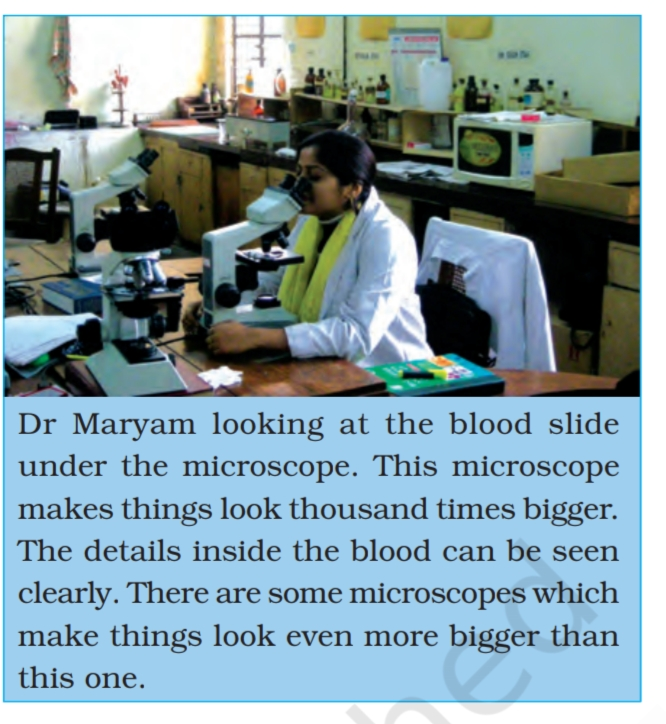 Dr Maryam looking at the blood slide
under the microscope. This microscope
makes things look thousand times bigger.
The details inside the blood can be seen
clearly. There are some microscopes which
make things look even more bigger than
this one.